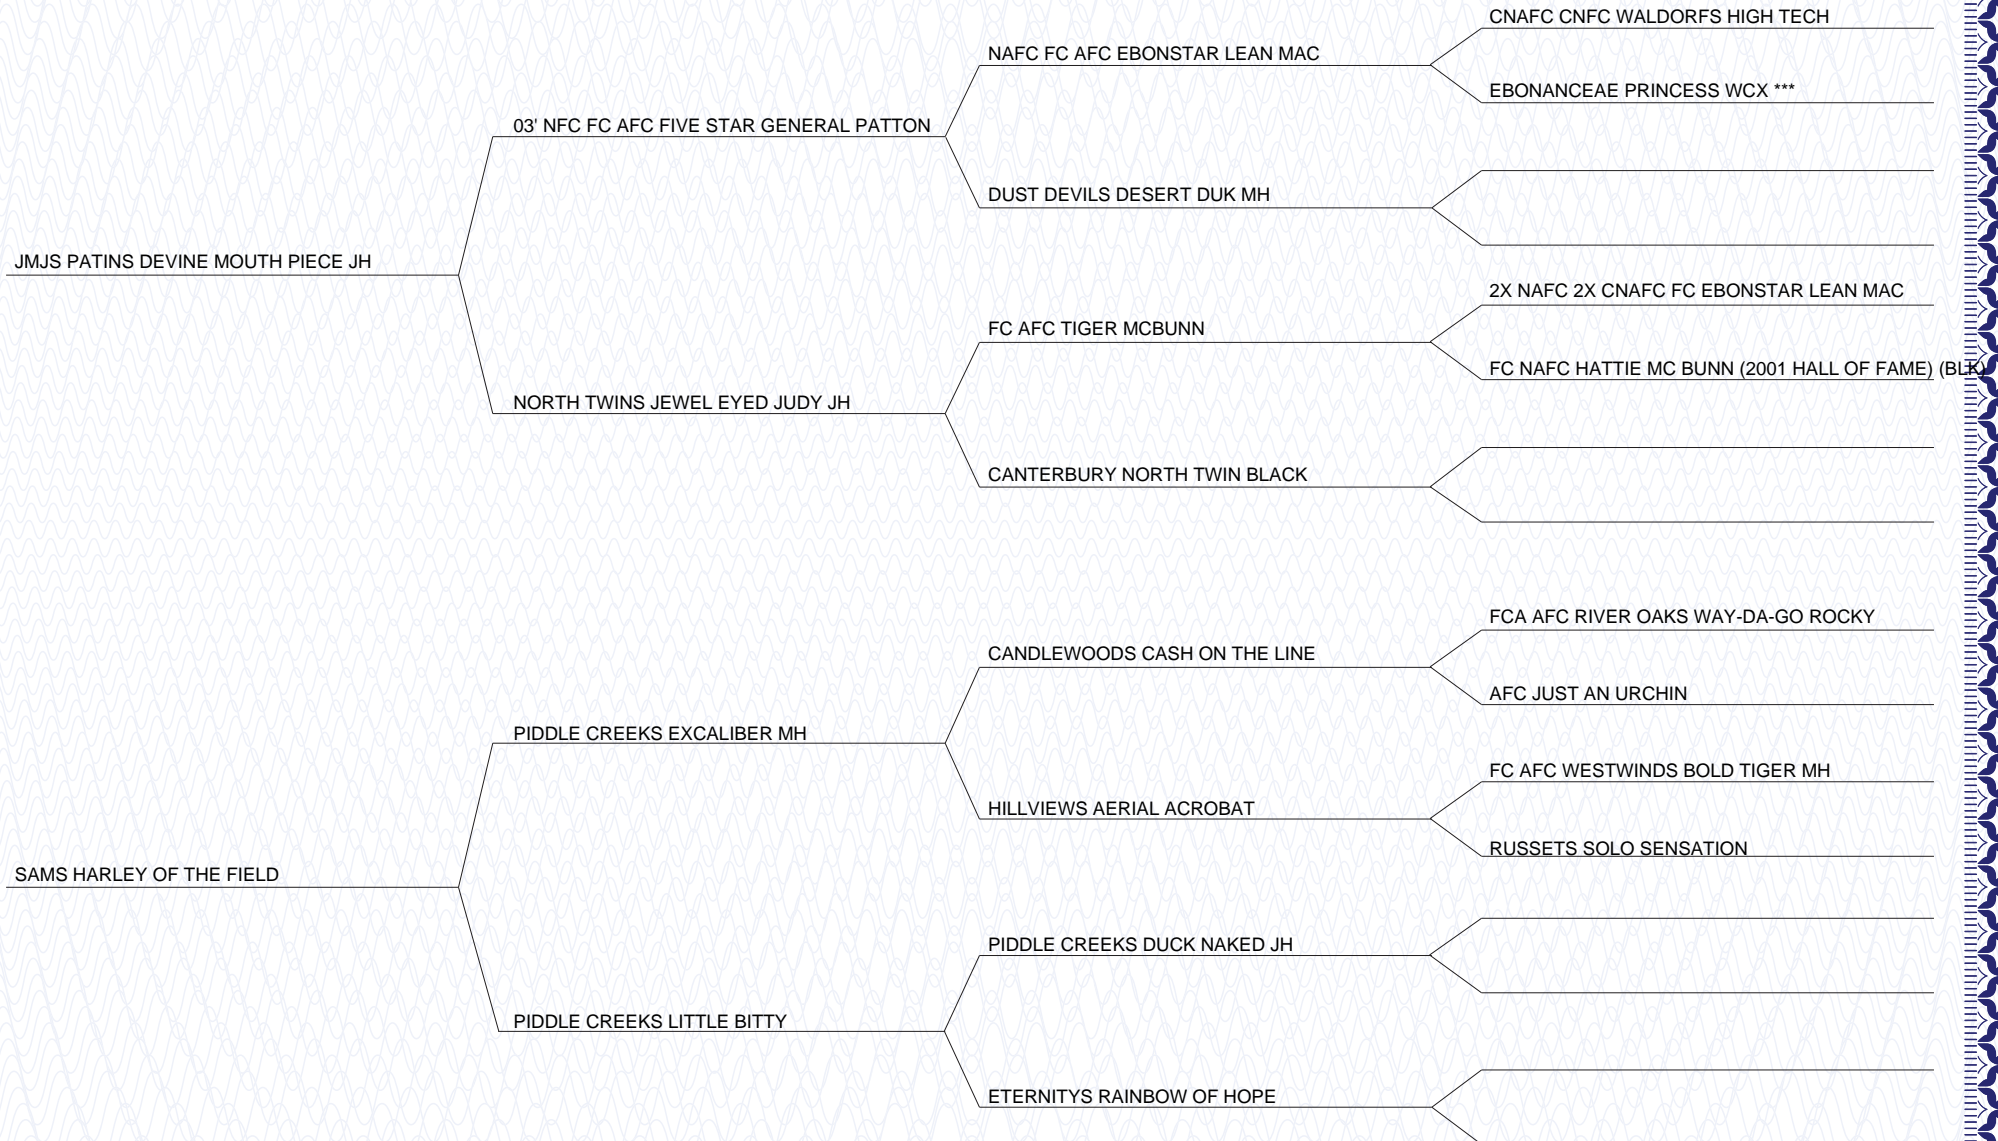 CNAFC CNFC WALDORFS HIGH TECH
NAFC FC AFC EBONSTAR LEAN MAC
EBONANCEAE PRINCESS WCX ***
03' NFC FC AFC FIVE STAR GENERAL PATTON
DUST DEVILS DESERT DUK MH
JMJS PATINS DEVINE MOUTH PIECE JH
2X NAFC 2X CNAFC FC EBONSTAR LEAN MAC
FC AFC TIGER MCBUNN
FC NAFC HATTIE MC BUNN (2001 HALL OF FAME) (BLK)
NORTH TWINS JEWEL EYED JUDY JH
CANTERBURY NORTH TWIN BLACK
FCA AFC RIVER OAKS WAY-DA-GO ROCKY
CANDLEWOODS CASH ON THE LINE
AFC JUST AN URCHIN
PIDDLE CREEKS EXCALIBER MH
FC AFC WESTWINDS BOLD TIGER MH
HILLVIEWS AERIAL ACROBAT
RUSSETS SOLO SENSATION
SAMS HARLEY OF THE FIELD
PIDDLE CREEKS DUCK NAKED JH
PIDDLE CREEKS LITTLE BITTY
ETERNITYS RAINBOW OF HOPE